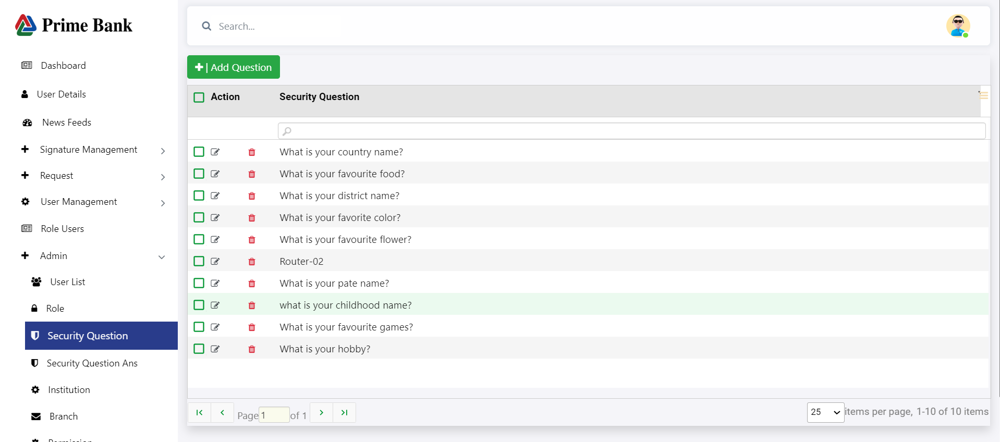 Prime Bank
Search...
Dashboard
User Details
News Feeds
Signature Management
Request
User Management
Role Users
Admin
User List
Role
Security Question
Security Question Ans
Institution
Branch
Permission
| Add Question
Action Security Question
What is your country name?
What is your favourite food?
What is your district name?
What is your favorite color?
What is your favourite flower?
Router-02
What is your pate name?
what is your childhood name?
What is your favourite games?
What is your hobby?
Page 1 of 1
25 items per page, 1-10 of 10 items